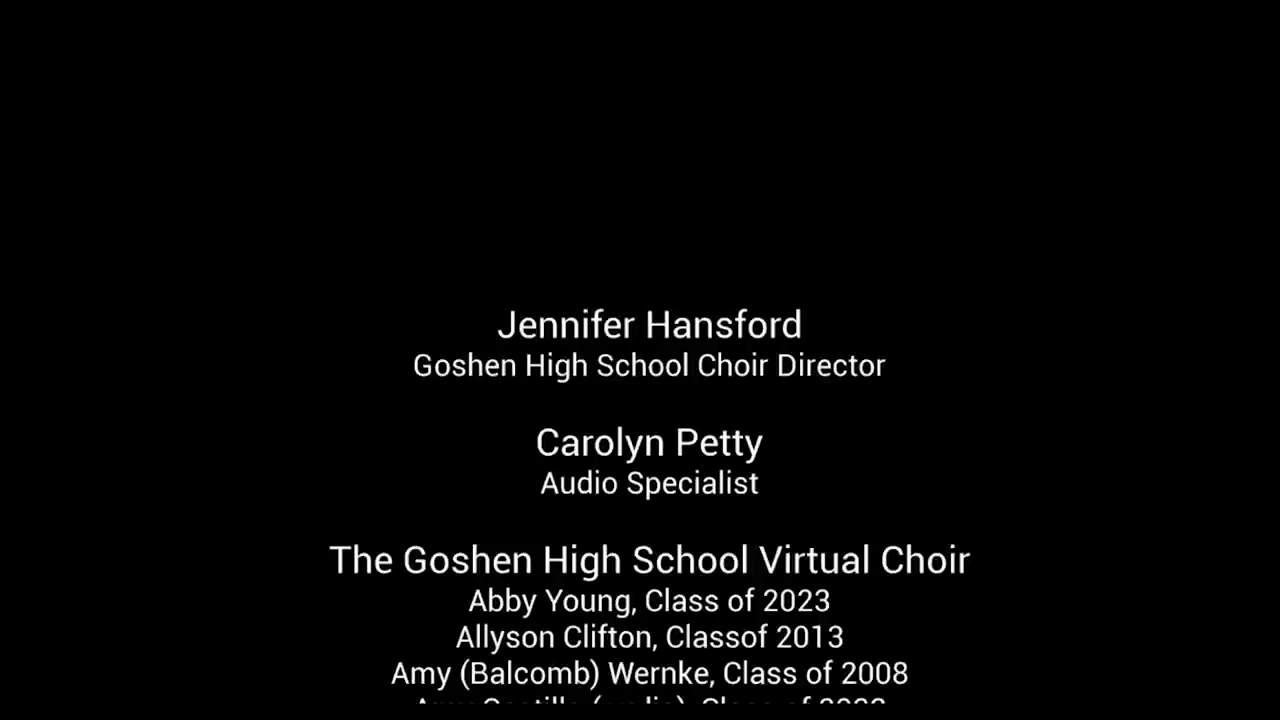 Jennifer Hansford
Goshen High School Choir Director
Carolyn Petty
Audio Specialist
The Goshen High School Virtual Choir
Abby Young, Class of 2023
Allyson Clifton, Classof 2013
Amy (Balcomb) Wernke, Class of 2008